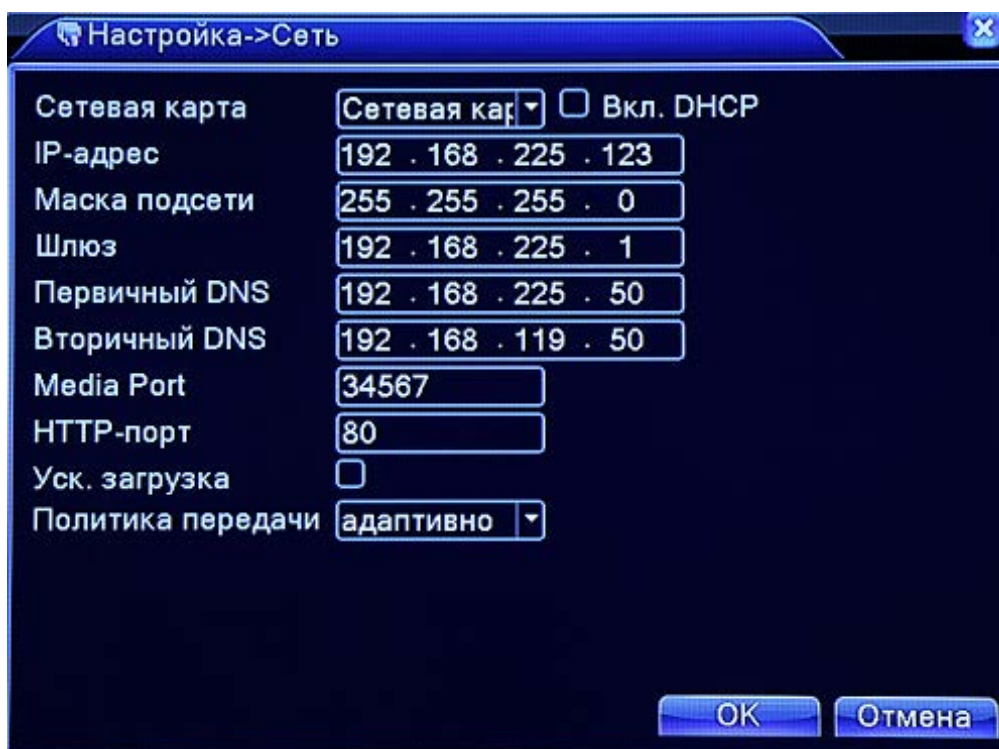 Настройка->Сеть
Сетевая карта Сетевая кар Вкл. DHCP
IP-адрес 192 . 168 . 225 . 123
Маска подсети 255 . 255 . 255 . 0
Шлюз 192 . 168 . 225 . 1
Первичный DNS 192 . 168 . 225 . 50
Вторичный DNS 192 . 168 . 119 . 50
Media Port 34567
HTTP-порт 80
Уск. загрузка
Политика передачи адаптивно
OK Отмена